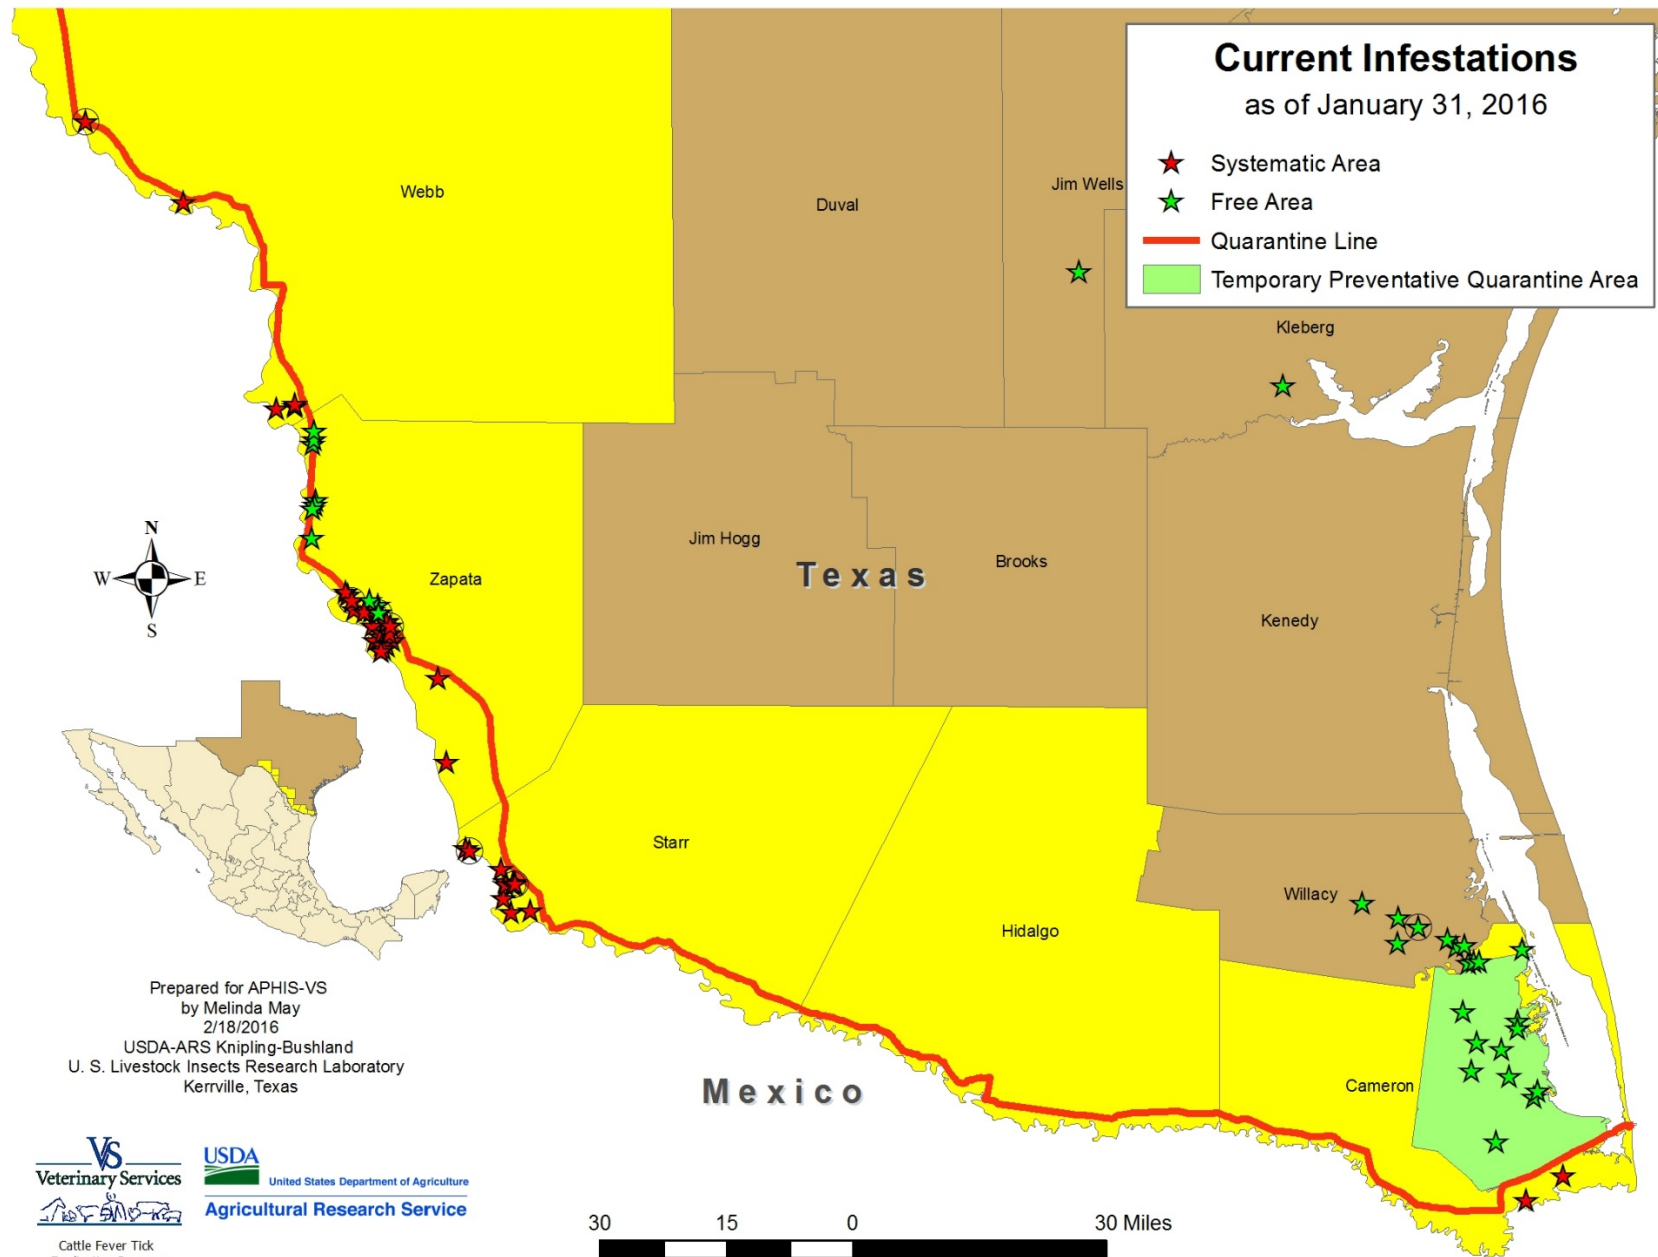 Current Infestations
as of January 31, 2016
Systematic Area
Free Area
Quarantine Line
Temporary Preventative Quarantine Area
Webb
Duval
Jim Wells
Kleberg
Zapata
Jim Hogg
Texas
Brooks
Kenedy
Starr
Hidalgo
Willacy
Cameron
Mexico
N
W E
S
Prepared for APHIS-VS
by Melinda May
2/18/2016
USDA-ARS Knipling-Bushland
U. S. Livestock Insects Research Laboratory
Kerrville, Texas
VS
Veterinary Services
USDA
United States Department of Agriculture
Agricultural Research Service
Cattle Fever Tick
30 15 0 30 Miles